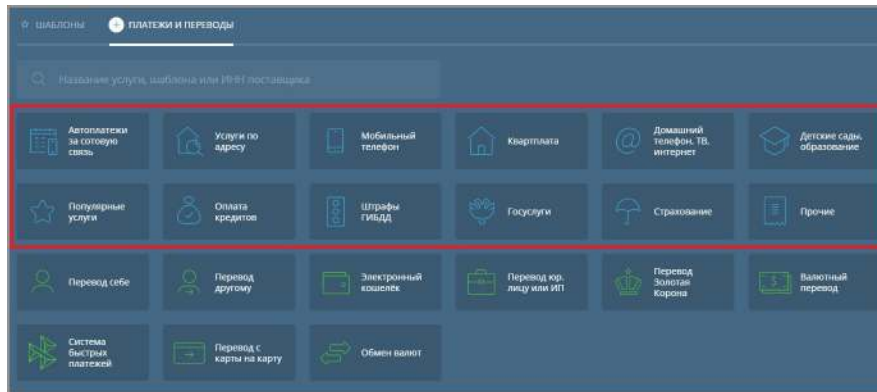 ШАБЛОНЫ
ПЛАТЕЖИ И ПЕРЕВОДЫ
Название услуги, шаблона или ИНН поставщика
Автоплатежи
за сотовую
связь
Услуги по
адресу
Мобильный
телефон
Квартплата
Домашний
телефон, ТВ,
интернет
Детские сады,
образование
Популярные
услуги
Оплата
кредитов
Штрафы
ГИБДД
Госуслуги
Страхование
Прочие
Перевод себе
Перевод
другому
Электронный
кошелёк
Перевод юр.
лицу или ИП
Перевод
Золотая
Корона
Валютный
перевод
Система
быстрых
платежей
Перевод с
карты на карту
Обмен валют